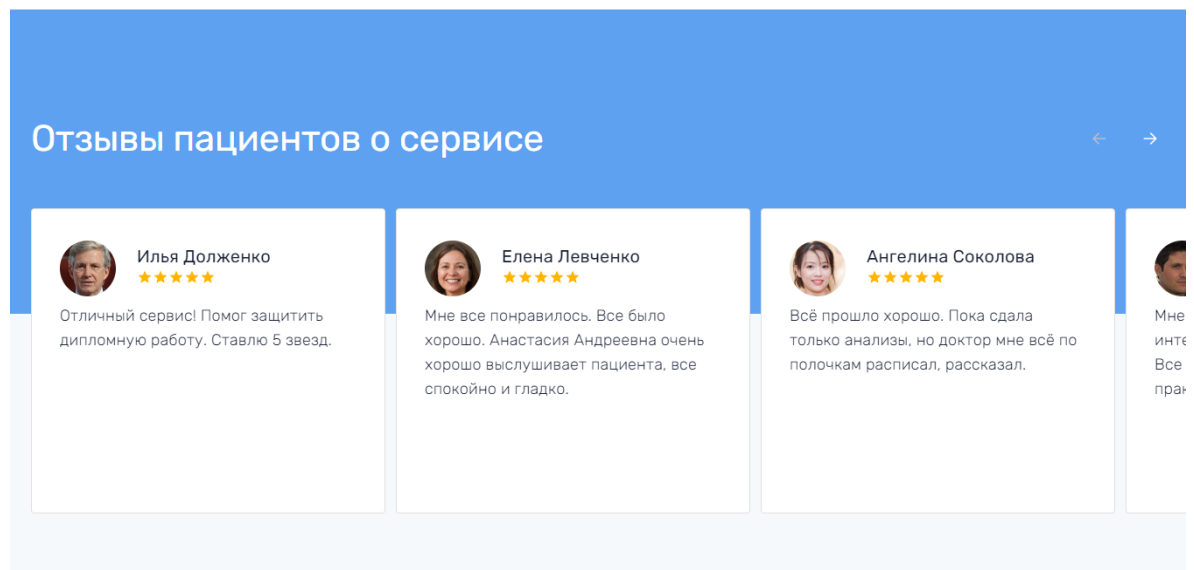 Отзывы пациентов о сервисе
Илья Долженко
Отличный сервис! Помог защитить
дипломную работу. Ставлю 5 звезд.
Елена Левченко
Мне все понравилось. Все было
хорошо. Анастасия Андреевна очень
хорошо выслушивает пациента, все
спокойно и гладко.
Ангелина Соколова
Всё прошло хорошо. Пока сдала
только анализы, но доктор мне всё по
полочкам расписал, рассказал.
Мне
Все